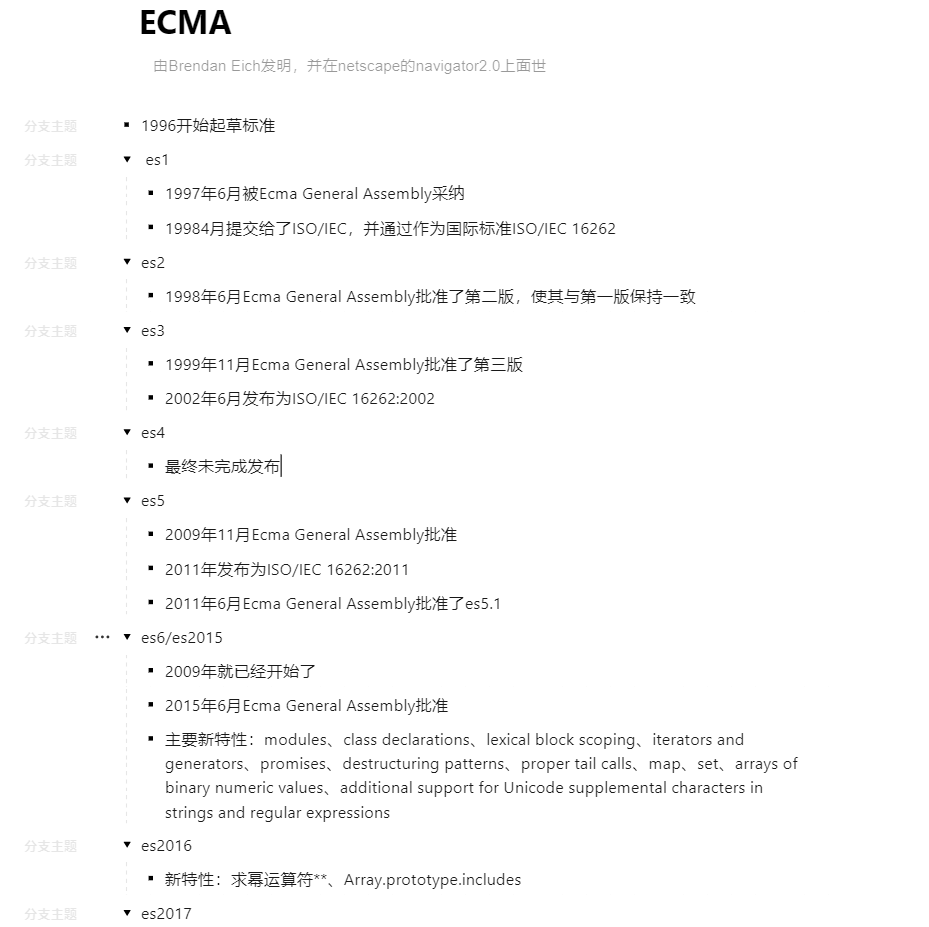 ECMA
由Brendan Eich发明，并在netscape的navigator2.0上面世
分支主题 1996开始起草标准
分支主题 es1
1997年6月被Ecma General Assembly采纳
19984月提交给了ISO/IEC，并通过作为国际标准ISO/IEC 16262
分支主题 es2
1998年6月Ecma General Assembly批准了第二版，使其与第一版保持一致
分支主题 es3
1999年11月Ecma General Assembly批准了第三版
2002年6月发布为ISO/IEC 16262:2002
分支主题 es4
最终未完成发布
分支主题 es5
2009年11月Ecma General Assembly批准
2011年发布为ISO/IEC 16262:2011
2011年6月Ecma General Assembly批准了es5.1
分支主题 es6/es2015
2009年就已经开始了
2015年6月Ecma General Assembly批准
主要新特性：modules、class declarations、lexical block scoping、iterators and
generators、promises、destructuring patterns、proper tail calls、map、set、arrays of
binary numeric values、additional support for Unicode supplemental characters in
strings and regular expressions
分支主题 es2016
新特性：求幂运算符**、Array.prototype.includes
分支主题 es2017